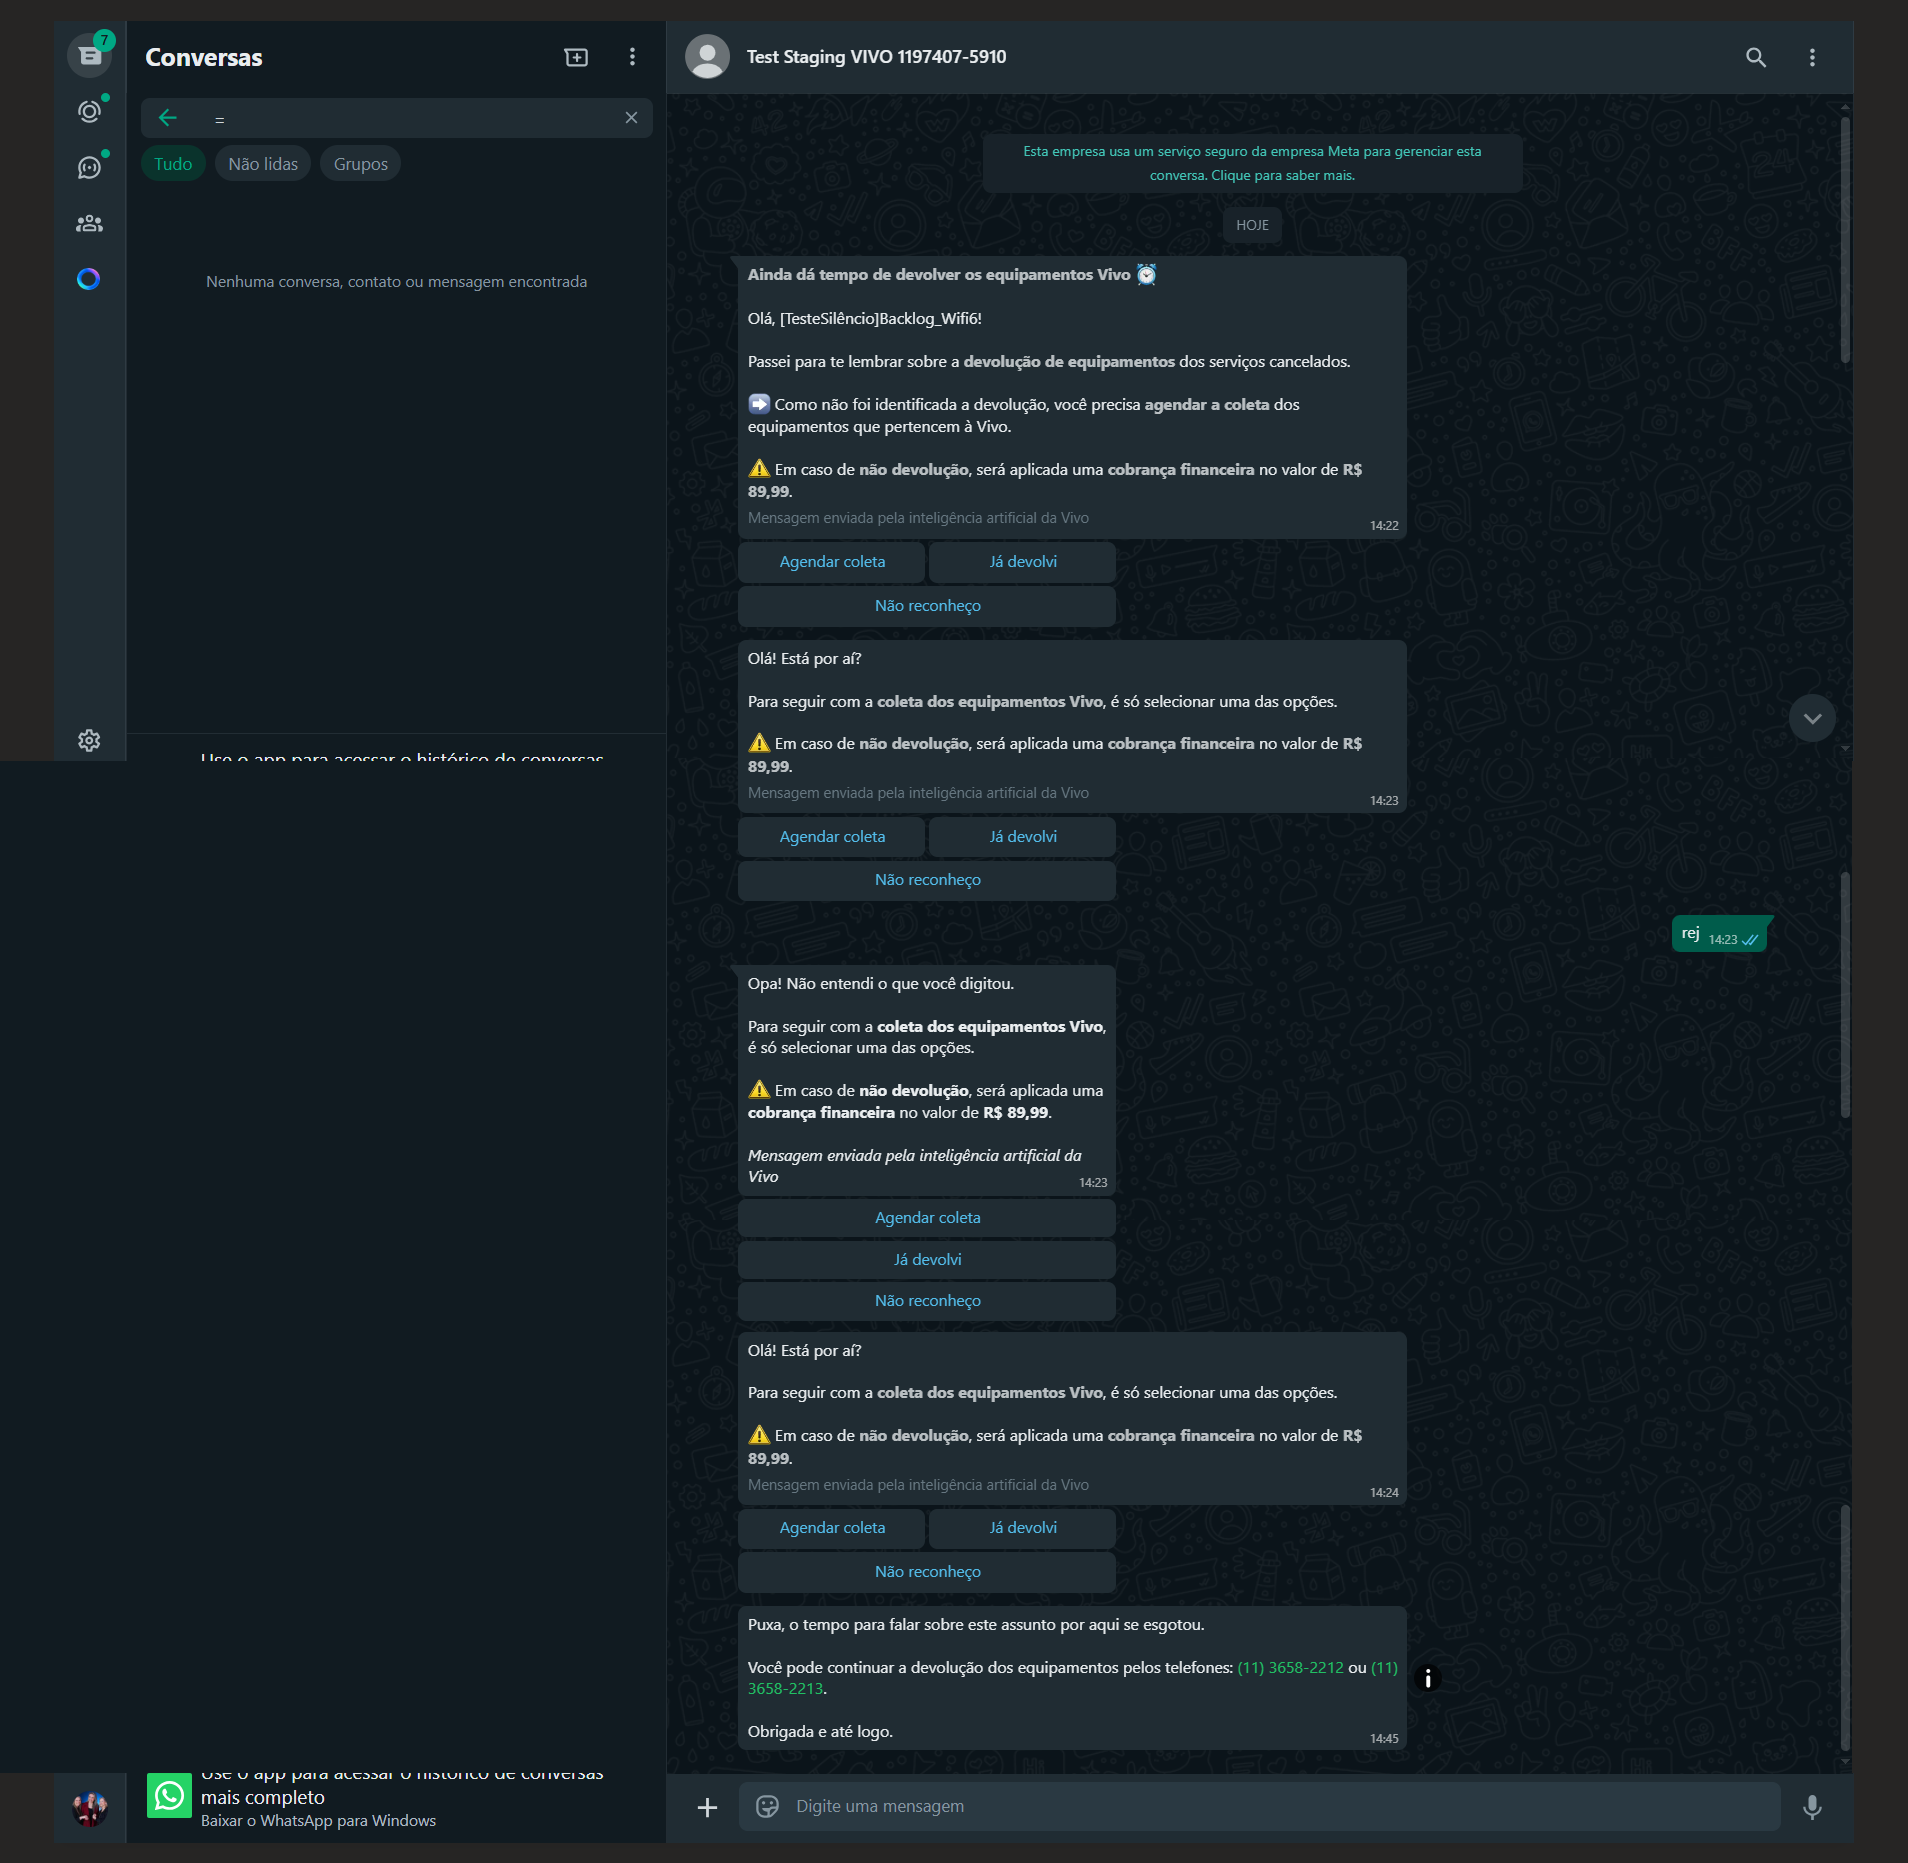 7
Conversas
=
Tudo
Não lidas
Grupos
Nenhuma conversa, contato ou mensagem encontrada
Use o app para acessar o histórico de conversas
Use o app para acessar o histórico de conversas
mais completo
Baixar o WhatsApp para Windows
Test Staging VIVO 1197407-5910
Esta empresa usa um serviço seguro da empresa Meta para gerenciar esta
conversa. Clique para saber mais.
HOJE
Ainda dá tempo de devolver os equipamentos Vivo ⏰
Olá, [TesteSilêncio]Backlog_Wifi6!
Passei para te lembrar sobre a devolução de equipamentos dos serviços cancelados.
➡️ Como não foi identificada a devolução, você precisa agendar a coleta dos
equipamentos que pertencem à Vivo.
⚠️ Em caso de não devolução, será aplicada uma cobrança financeira no valor de R$
89,99.
Mensagem enviada pela inteligência artificial da Vivo
14:22
Agendar coleta
Já devolvi
Não reconheço
Olá! Está por aí?
Para seguir com a coleta dos equipamentos Vivo, é só selecionar uma das opções.
⚠️ Em caso de não devolução, será aplicada uma cobrança financeira no valor de R$
89,99.
Mensagem enviada pela inteligência artificial da Vivo
14:23
Agendar coleta
Já devolvi
Não reconheço
rej 14:23
Opa! Não entendi o que você digitou.
Para seguir com a coleta dos equipamentos Vivo,
é só selecionar uma das opções.
⚠️ Em caso de não devolução, será aplicada uma
cobrança financeira no valor de R$ 89,99.
Mensagem enviada pela inteligência artificial da
Vivo
14:23
Agendar coleta
Já devolvi
Não reconheço
Olá! Está por aí?
Para seguir com a coleta dos equipamentos Vivo, é só selecionar uma das opções.
⚠️ Em caso de não devolução, será aplicada uma cobrança financeira no valor de R$
89,99.
Mensagem enviada pela inteligência artificial da Vivo
14:24
Agendar coleta
Já devolvi
Não reconheço
Puxa, o tempo para falar sobre este assunto por aqui se esgotou.
Você pode continuar a devolução dos equipamentos pelos telefones: (11) 3658-2212 ou (11)
3658-2213.
Obrigada e até logo.
14:45
Digite uma mensagem